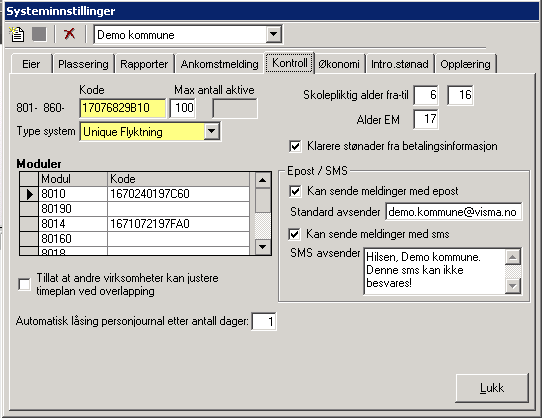 Systeminnstillinger
Demo kommune
Eier Plassering Rapporter Ankomstmelding Kontroll Økonomi Intro.stønad Opplæring
Kode Max antall aktive
801- 860- 17076829B10 100
Type system Unique Flyktning
Skolepliktig alder fra-til 6 16
Alder EM 17
Klarere stønader fra betalingsinformasjon
Moduler
Modul Kode
8010 1670240197C60
80190
8014 1671072197FA0
80160
8018
Tillat at andre virksomheter kan justere
timeplan ved overlapping
Automatisk låsing personjournal etter antall dager: 1
Epost / SMS
Kan sende meldinger med epost
Standard avsender demo.kommune@visma.no
Kan sende meldinger med sms
SMS avsender Hilsen, Demo kommune.
Denne sms kan ikke
besvares!
Lukk